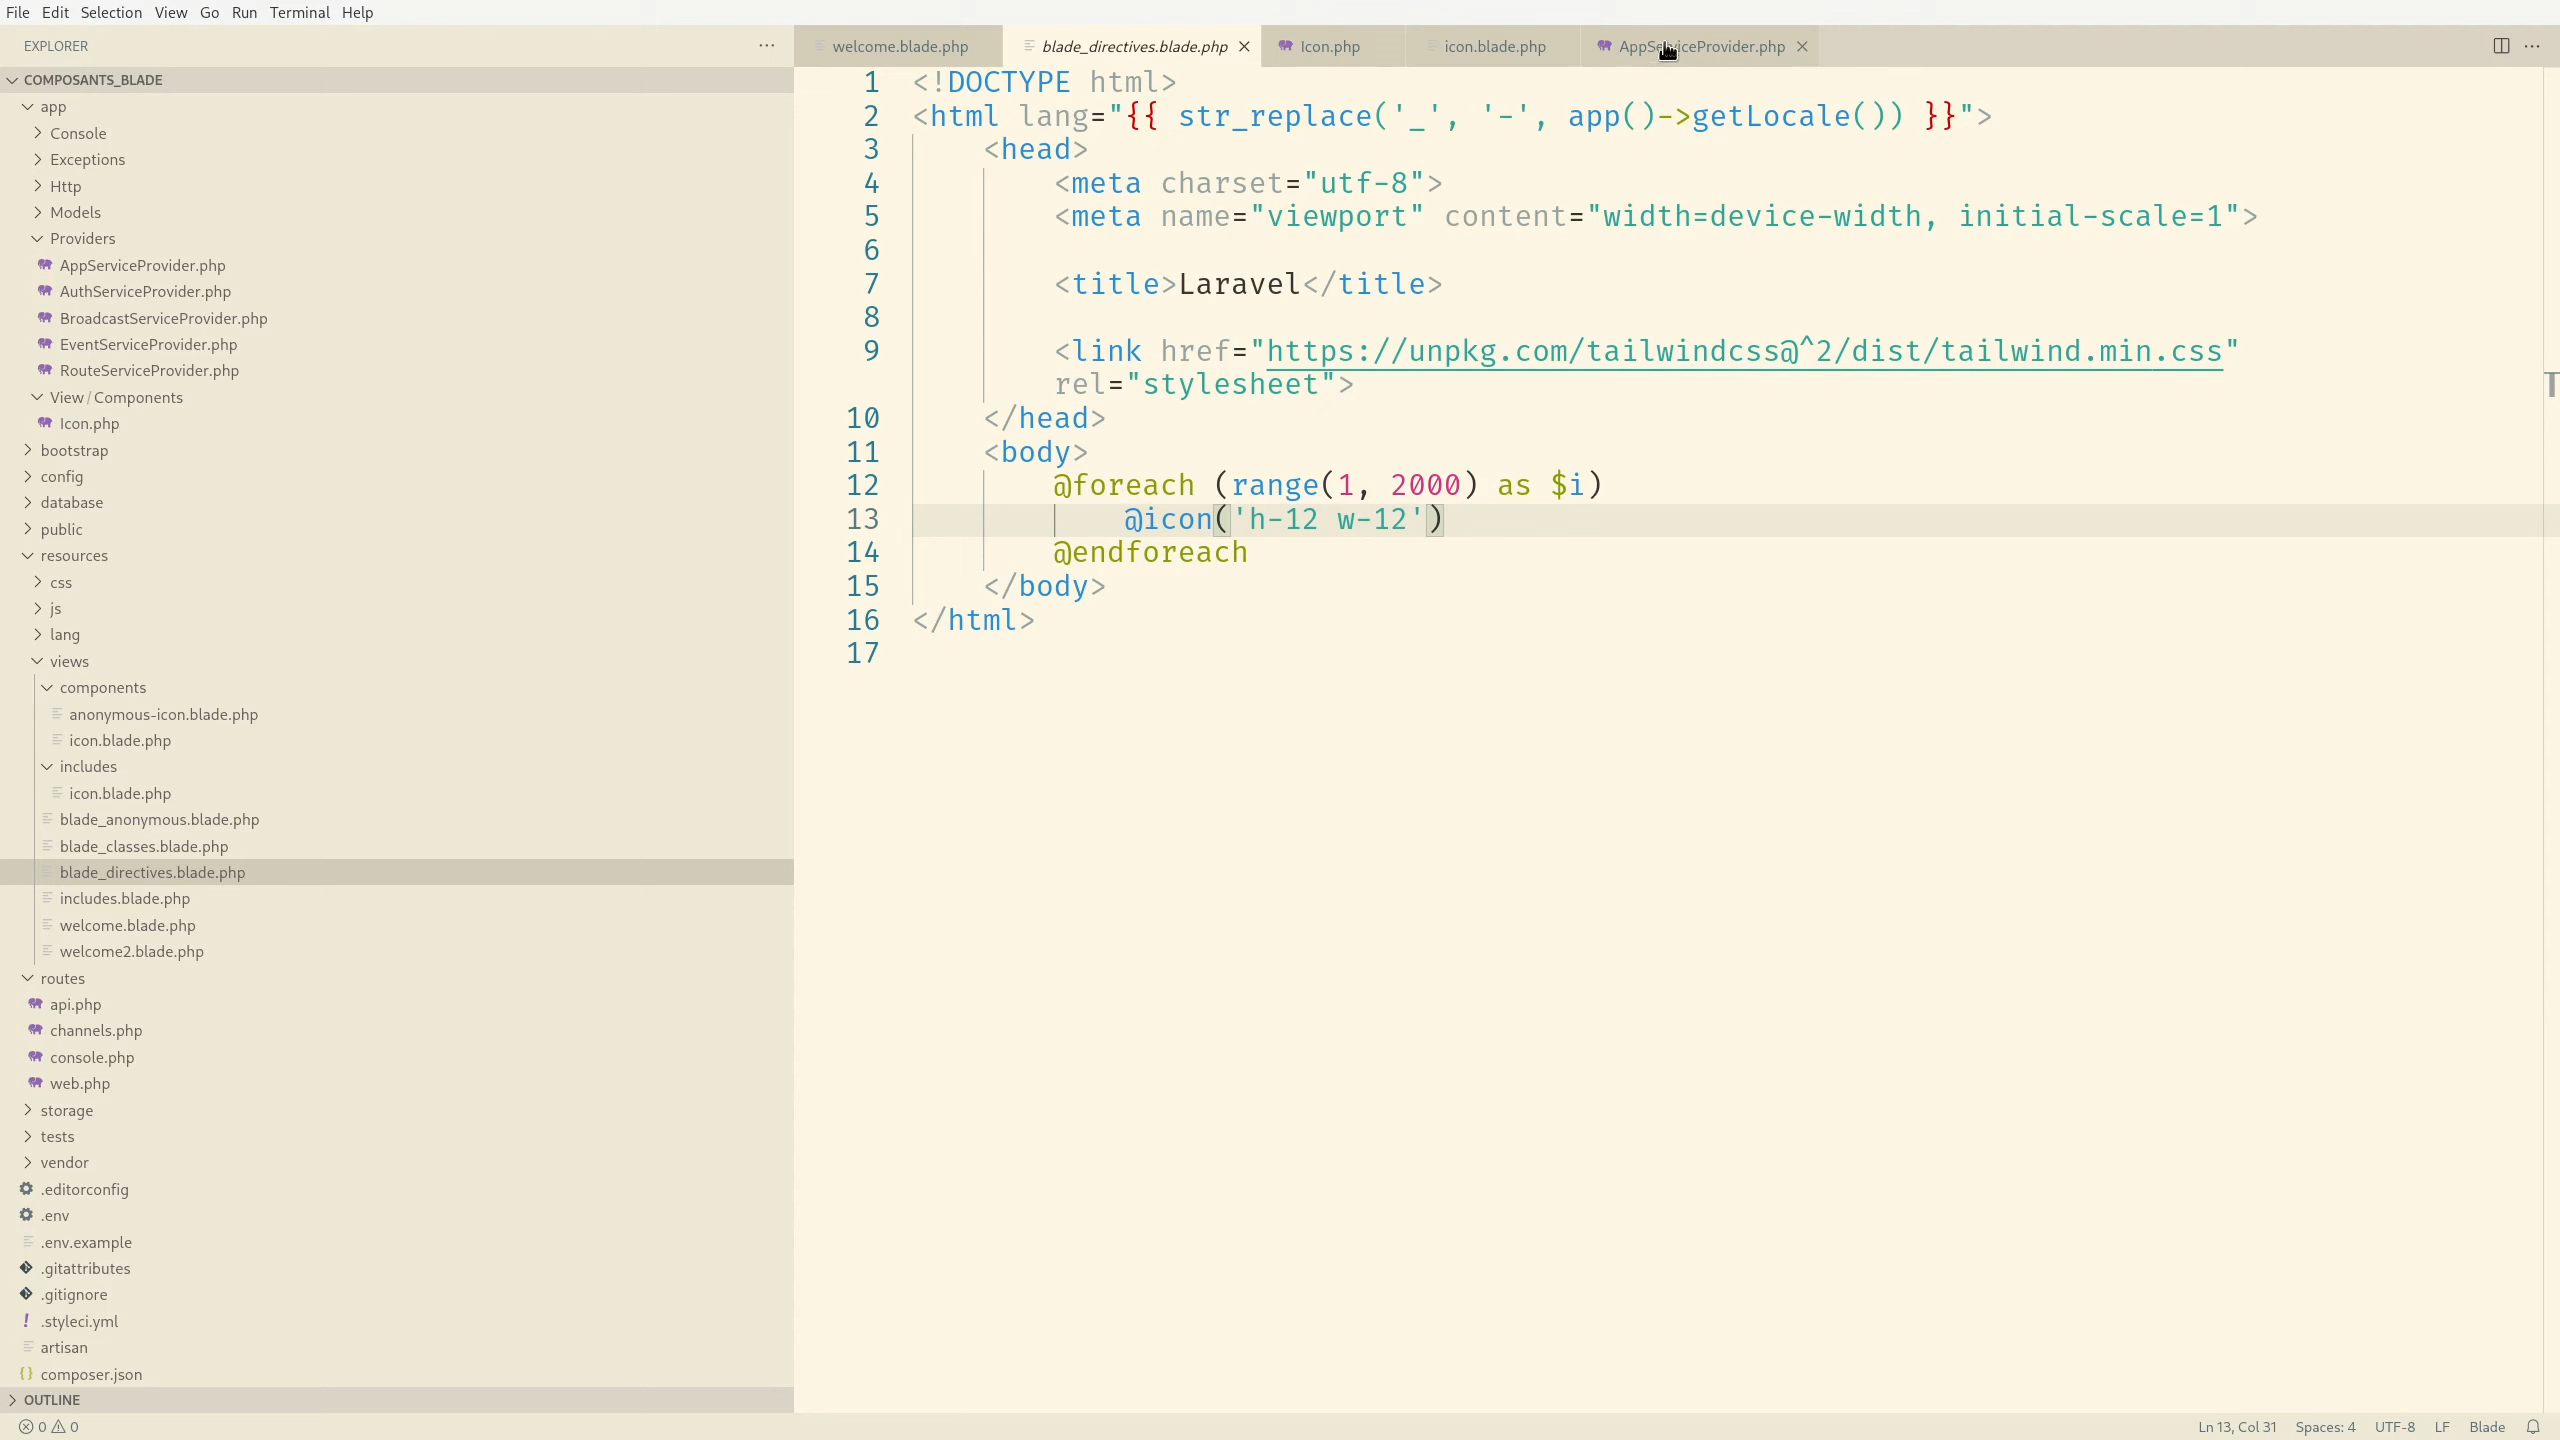 File Edit Selection View Go Run Terminal Help
EXPLORER
COMPOSANTS_BLADE
app
Console
Exceptions
Http
Models
Providers
AppServiceProvider.php
AuthServiceProvider.php
BroadcastServiceProvider.php
EventServiceProvider.php
RouteServiceProvider.php
View / Components
Icon.php
bootstrap
config
database
public
resources
css
js
lang
views
components
anonymous-icon.blade.php
icon.blade.php
includes
icon.blade.php
blade_anonymous.blade.php
blade_classes.blade.php
blade_directives.blade.php
includes.blade.php
welcome.blade.php
welcome2.blade.php
routes
api.php
channels.php
console.php
web.php
storage
tests
vendor
.editorconfig
.env
.env.example
.gitattributes
.gitignore
.styleci.yml
artisan
composer.json
OUTLINE
welcome.blade.php blade_directives.blade.php Icon.php icon.blade.php AppServiceProvider.php
1 <!DOCTYPE html>
2 <html lang="{{ str_replace('_', '-', app()->getLocale()) }}">
3 <head>
4 <meta charset="utf-8">
5 <meta name="viewport" content="width=device-width, initial-scale=1">
6
7 <title>Laravel</title>
8
9 <link href="https://unpkg.com/tailwindcss@^2/dist/tailwind.min.css"
rel="stylesheet">
10 </head>
11 <body>
12 @foreach (range(1, 2000) as $i)
13 @icon('h-12 w-12')
14 @endforeach
15 </body>
16 </html>
17
0 0 Ln 13, Col 31 Spaces: 4 UTF-8 LF Blade